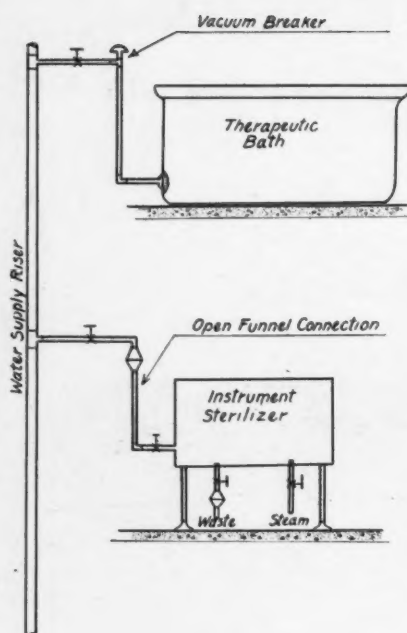 Vacuum Breaker
Therapeutic
Bath
Water Supply Riser
Open Funnel Connection
Instrument
Sterilizer
Waste
Steam